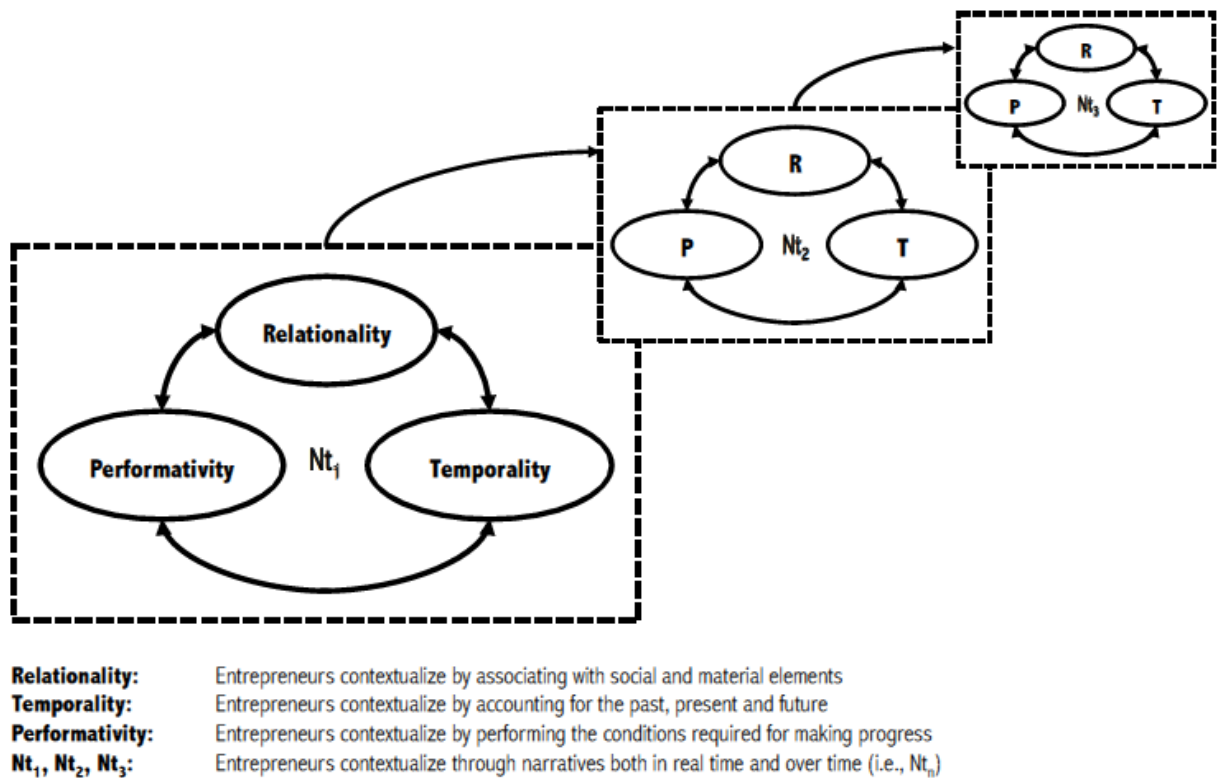 R
P
Nt₃
T
R
P
Nt₂
T
Relationality
Performativity
Nt₁
Temporality
Relationality: Entrepreneurs contextualize by associating with social and material elements
Temporality: Entrepreneurs contextualize by accounting for the past, present and future
Performativity: Entrepreneurs contextualize by performing the conditions required for making progress
Nt₁, Nt₂, Nt₃: Entrepreneurs contextualize through narratives both in real time and over time (i.e., Ntₙ)